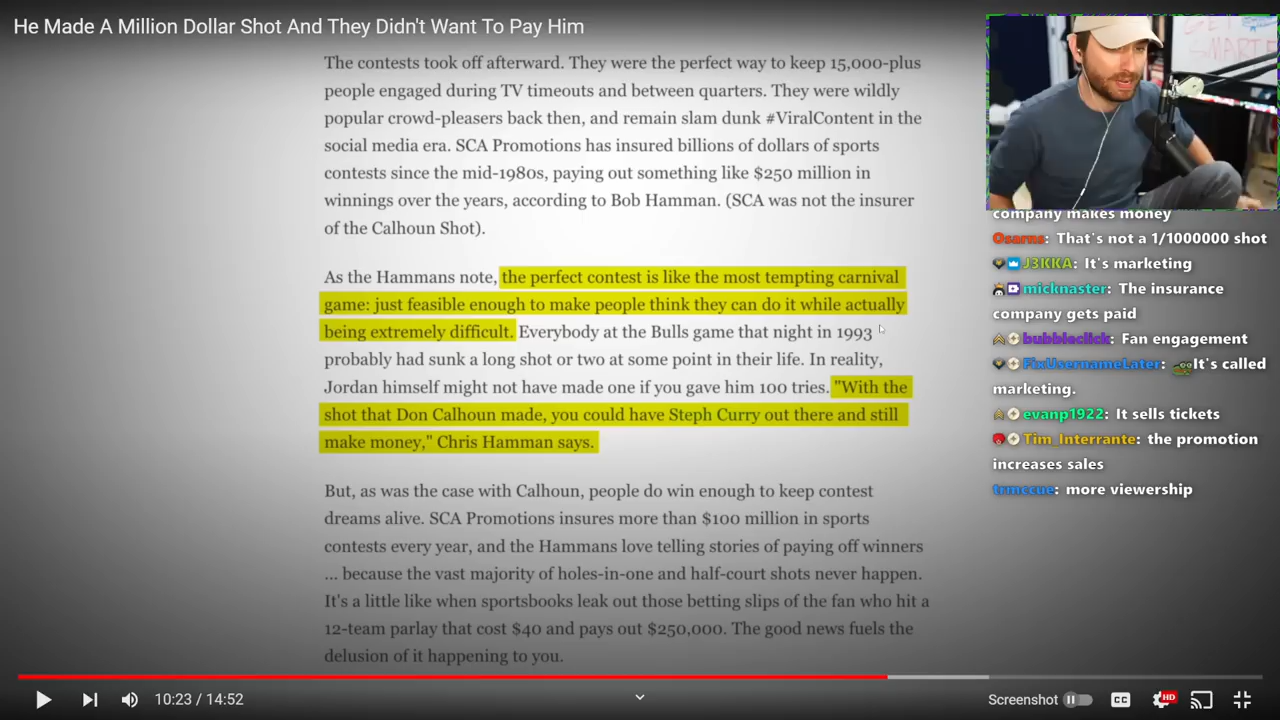 He Made A Million Dollar Shot And They Didn't Want To Pay Him
The contests took off afterward. They were the perfect way to keep 15,000-plus
people engaged during TV timeouts and between quarters. They were wildly
popular crowd-pleasers back then, and remain slam dunk #ViralContent in the
social media era. SCA Promotions has insured billions of dollars of sports
contests since the mid-1980s, paying out something like $250 million in
winnings over the years, according to Bob Hamman. (SCA was not the insurer
of the Calhoun Shot).
As the Hammans note, the perfect contest is like the most tempting carnival
game: just feasible enough to make people think they can do it while actually
being extremely difficult. Everybody at the Bulls game that night in 1993
probably had sunk a long shot or two at some point in their life. In reality,
Jordan himself might not have made one if you gave him 100 tries. "With the
shot that Don Calhoun made, you could have Steph Curry out there and still
make money," Chris Hamman says.
But, as was the case with Calhoun, people do win enough to keep contest
dreams alive. SCA Promotions insures more than $100 million in sports
contests every year, and the Hammans love telling stories of paying off winners
... because the vast majority of holes-in-one and half-court shots never happen.
It's a little like when sportsbooks leak out those betting slips of the fan who hit a
12-team parlay that cost $40 and pays out $250,000. The good news fuels the
delusion of it happening to you.
company makes money
Osarns: That's not a 1/1000000 shot
J3KKA: It's marketing
micknaster: The insurance
company gets paid
bubbleclick: Fan engagement
FixUsernameLater: It's called
marketing.
evanp1922: It sells tickets
Tim_Interrante: the promotion
increases sales
trmccue: more viewership
10:23 / 14:52
Screenshot
CC
HD